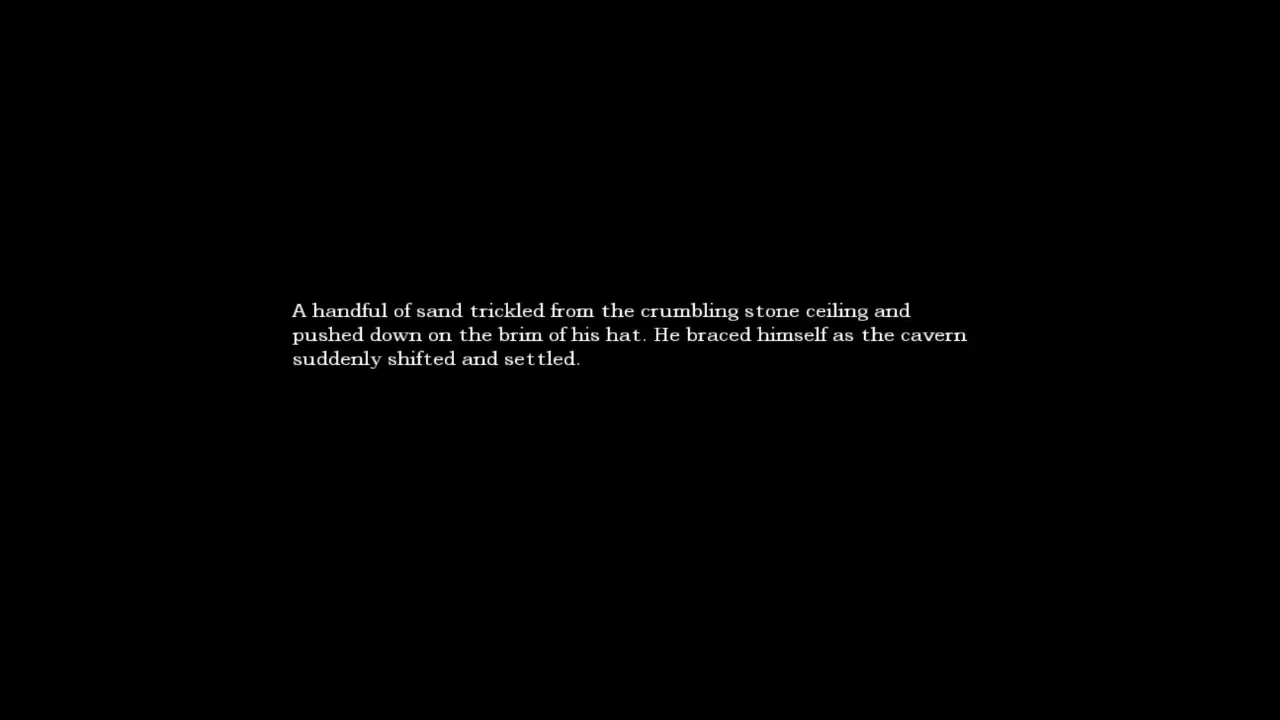 A handful of sand trickled from the crumbling stone ceiling and
pushed down on the brim of his hat. He braced himself as the cavern
suddenly shifted and settled.